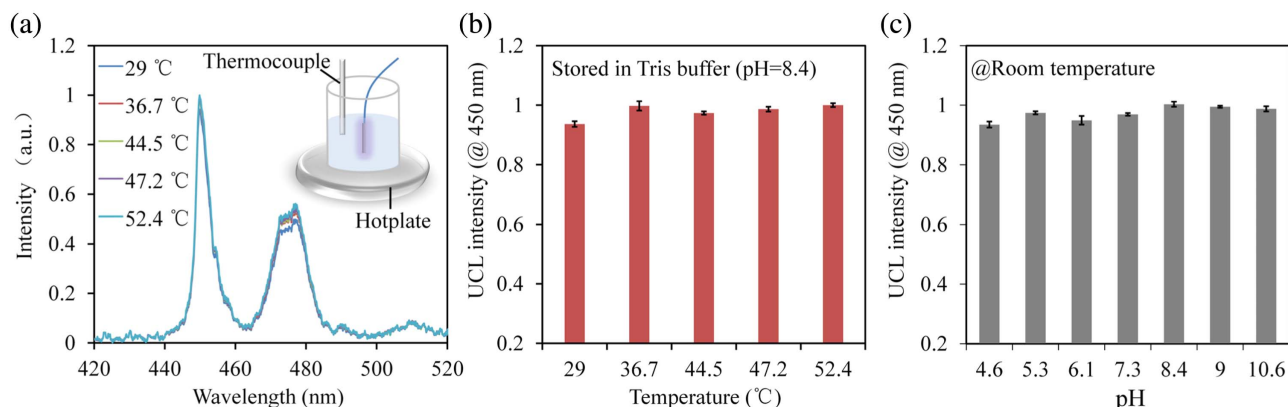 (a)
1.2
1
0.8
0.6
0.4
0.2
0
Intensity (a.u.)
29 ℃
36.7 ℃
44.5 ℃
47.2 ℃
52.4 ℃
Thermocouple
Hotplate
420 440 460 480 500 520
Wavelength (nm)
(b)
1.2
1
0.8
0.6
0.4
0.2
UCL intensity (@ 450 nm)
Stored in Tris buffer (pH=8.4)
29 36.7 44.5 47.2 52.4
Temperature (℃)
(c)
1.2
1
0.8
0.6
0.4
0.2
UCL intensity (@ 450 nm)
@Room temperature
4.6 5.3 6.1 7.3 8.4 9 10.6
pH